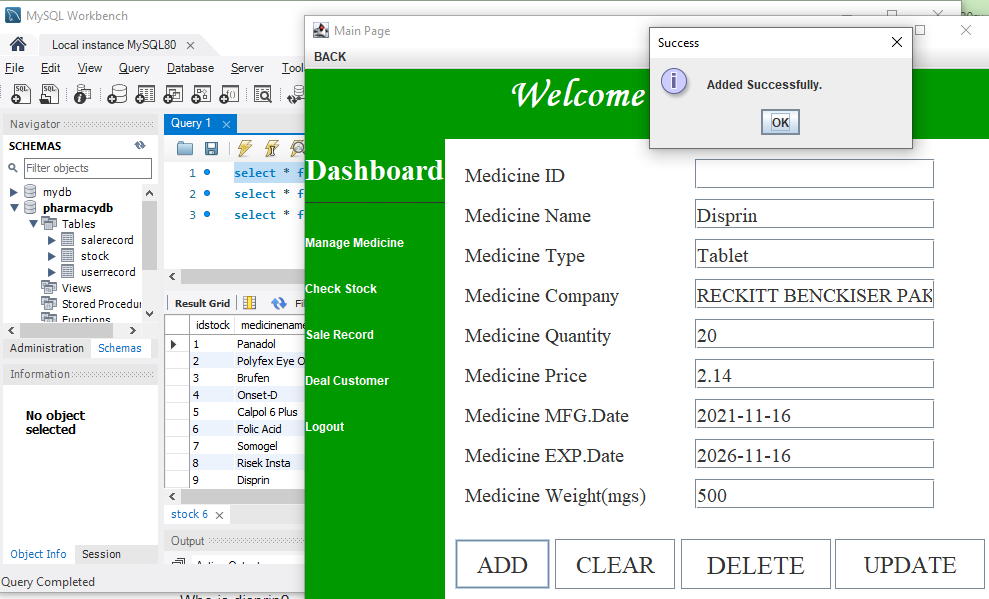 MySQL Workbench
Local instance MySQL80
File Edit View Query Database Server Tool
Navigator
SCHEMAS
Filter objects
mydb
pharmacydb
Tables
salerecord
stock
userrecord
Views
Stored Procedur
Functions
Administration Schemas
Information
No object
selected
Object Info Session
Query Completed
Query 1
1 select * f
2 select * f
3 select * f
Result Grid Fi
idstock medicinename
1 Panadol
2 Polyfex Eye O
3 Brufen
4 Onset-D
5 Calpol 6 Plus
6 Folic Acid
7 Somogel
8 Risek Insta
9 Disprin
stock 6
Output
Main Page
BACK
Welcome
Dashboard
Manage Medicine
Check Stock
Sale Record
Deal Customer
Logout
Success
Added Successfully.
OK
Medicine ID
Medicine Name Disprin
Medicine Type Tablet
Medicine Company RECKITT BENCKISER PAK
Medicine Quantity 20
Medicine Price 2.14
Medicine MFG.Date 2021-11-16
Medicine EXP.Date 2026-11-16
Medicine Weight(mgs) 500
ADD CLEAR DELETE UPDATE